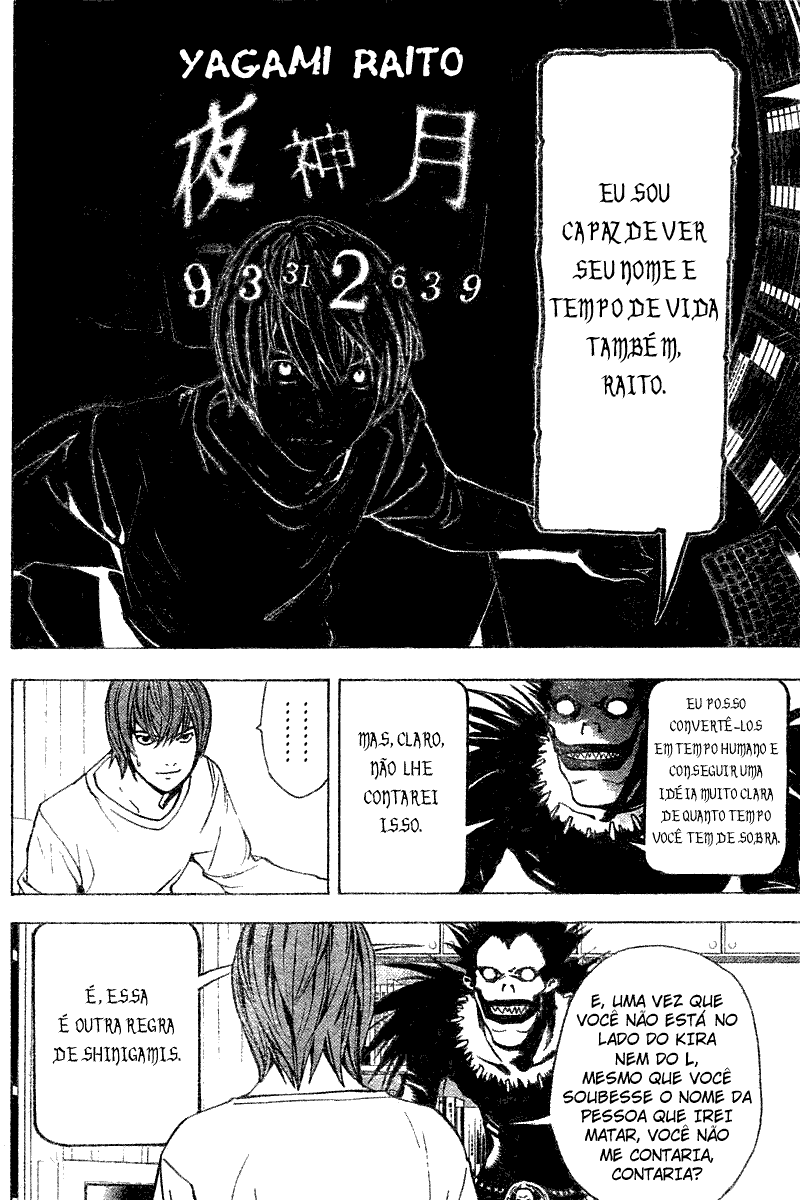 YAGAMI RAITO
夜神月
9 3 31 2 6 3 9
EU SOU
CAPAZ DE VER
SEU NOME E
TEMPO DE VIDA
TAMBÉM,
RAITO.
EU POSSO
CONVERTÊ-LOS
EM TEMPO HUMANO E
CONSEGUIR UMA
IDÉIA MUITO CLARA
DE QUANTO TEMPO
VOCÊ TEM DE SOBRA.
MAS, CLARO,
NÃO LHE
CONTAREI
ISSO.
........
É, ESSA
É OUTRA REGRA
DE SHINIGAMIS.
E, UMA VEZ QUE
VOCÊ NÃO ESTÁ NO
LADO DO KIRA
NEM DO L,
MESMO QUE VOCÊ
SOUBESSE O NOME DA
PESSOA QUE IREI
MATAR, VOCÊ NÃO
ME CONTARIA,
CONTARIA?